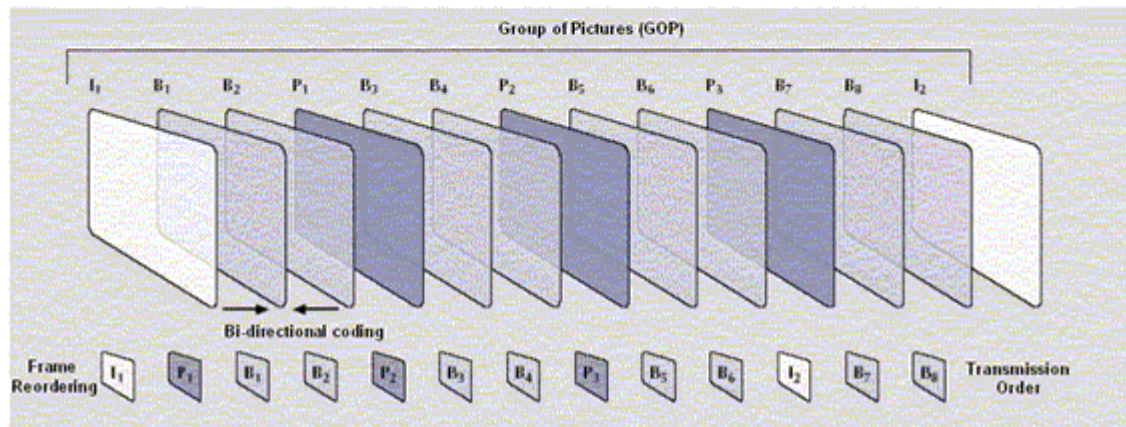 Group of Pictures (GOP)
I₁ B₁ B₂ P₁ B₃ B₄ P₂ B₅ B₆ P₃ B₇ B₈ I₂
Bi-directional coding
Frame Reordering
I₁ P₁ B₁ B₂ P₂ B₃ B₄ P₃ B₅ B₆ I₂ B₇ B₈
Transmission Order